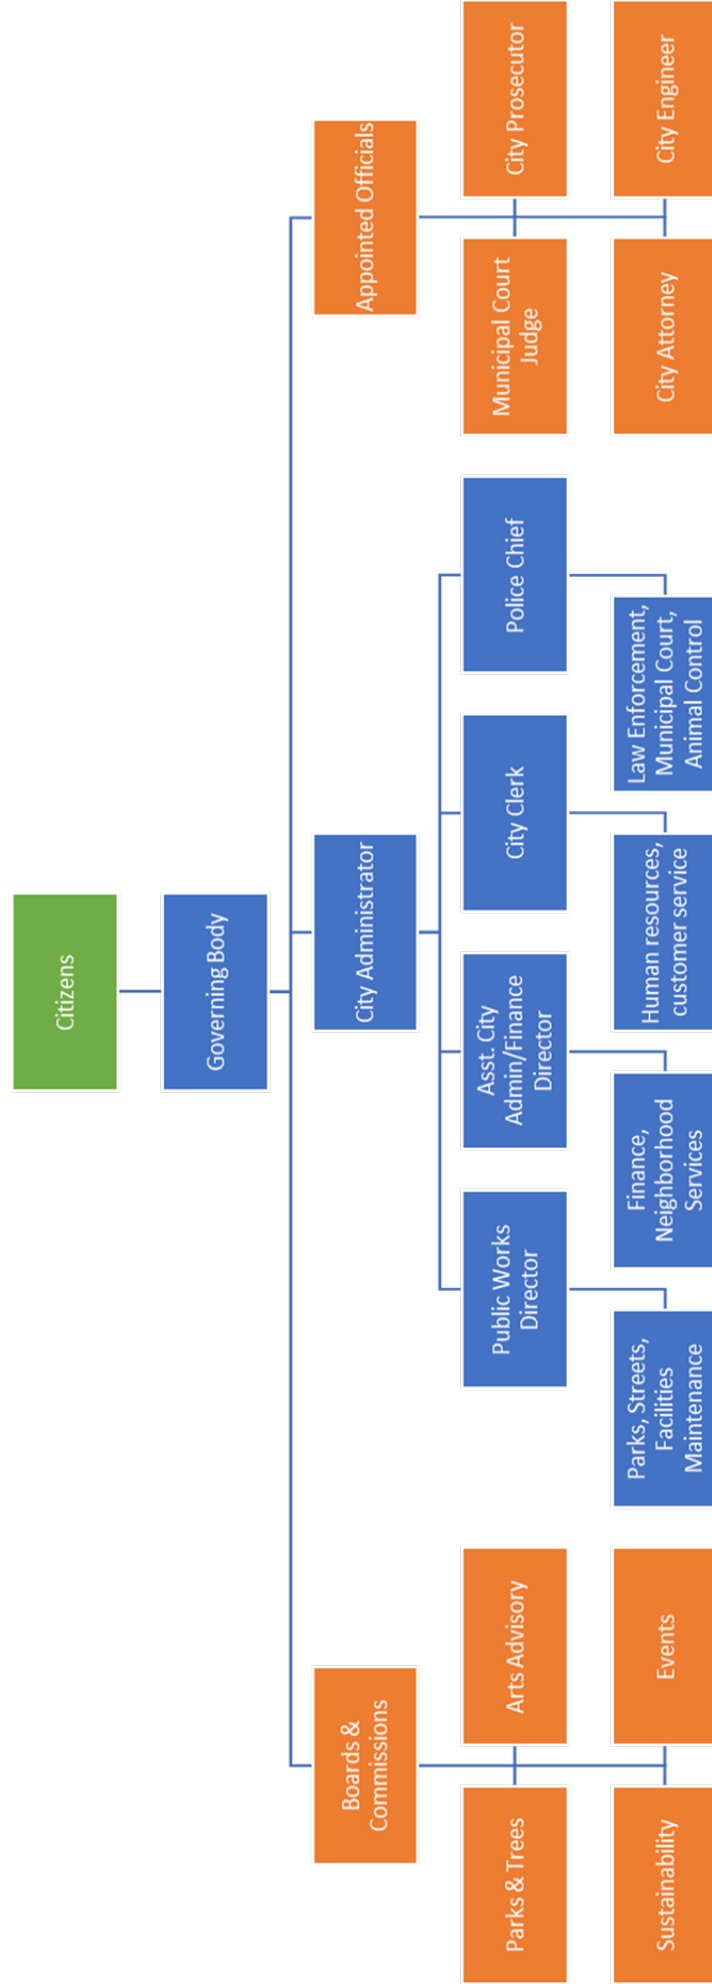 Citizens
Governing Body
Boards &
Commissions
City Administrator
Appointed Officials
Parks & Trees
Arts Advisory
Public Works
Director
Asst. City
Admin/Finance
Director
City Clerk
Police Chief
Municipal Court
Judge
City Prosecutor
Sustainability
Events
Parks, Streets,
Facilities
Maintenance
Finance,
Neighborhood
Services
Human resources,
customer service
Law Enforcement,
Municipal Court,
Animal Control
City Attorney
City Engineer